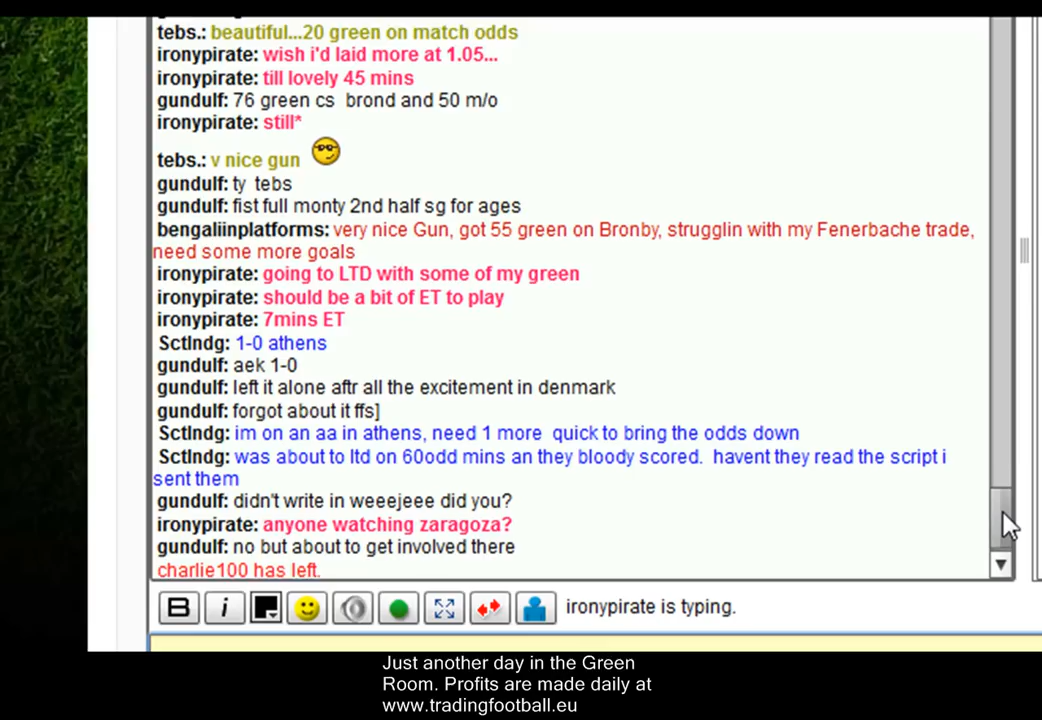 tebs.: beautiful...20 green on match odds
ironypirate: wish i'd laid more at 1.05...
ironypirate: till lovely 45 mins
gundulf: 76 green cs brond and 50 m/o
ironypirate: still*
tebs.: v nice gun
gundulf: ty tebs
gundulf: fist full monty 2nd half sg for ages
bengaliinplatforms: very nice Gun, got 55 green on Bronby, strugglin with my Fenerbache trade,
need some more goals
ironypirate: going to LTD with some of my green
ironypirate: should be a bit of ET to play
ironypirate: 7mins ET
Sctlndg: 1-0 athens
gundulf: aek 1-0
gundulf: left it alone aftr all the excitement in denmark
gundulf: forgot about it ffs]
Sctlndg: im on an aa in athens, need 1 more quick to bring the odds down
Sctlndg: was about to ltd on 60odd mins an they bloody scored. havent they read the script i
sent them
gundulf: didn't write in weeejeee did you?
ironypirate: anyone watching zaragoza?
gundulf: no but about to get involved there
charlie100 has left.
B i ironypirate is typing.
Just another day in the Green
Room. Profits are made daily at
www.tradingfootball.eu